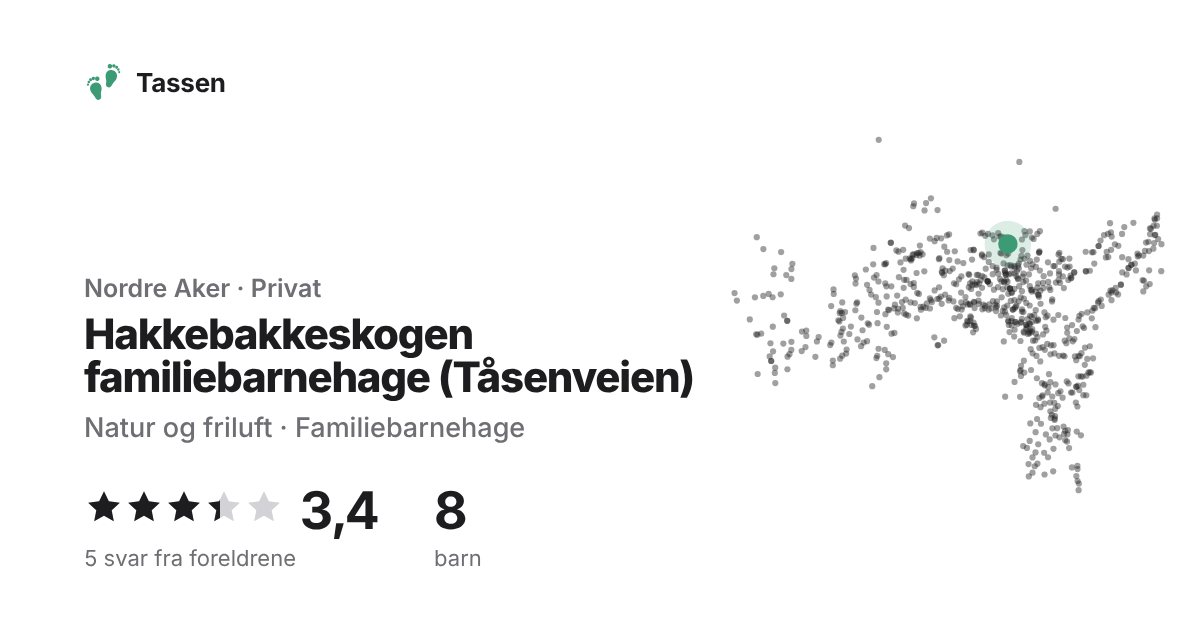 Tassen
Nordre Aker · Privat
Hakkebakkeskogen
familiebarnehage (Tåsenveien)
Natur og friluft · Familiebarnehage
3,4
5 svar fra foreldrene
8
barn